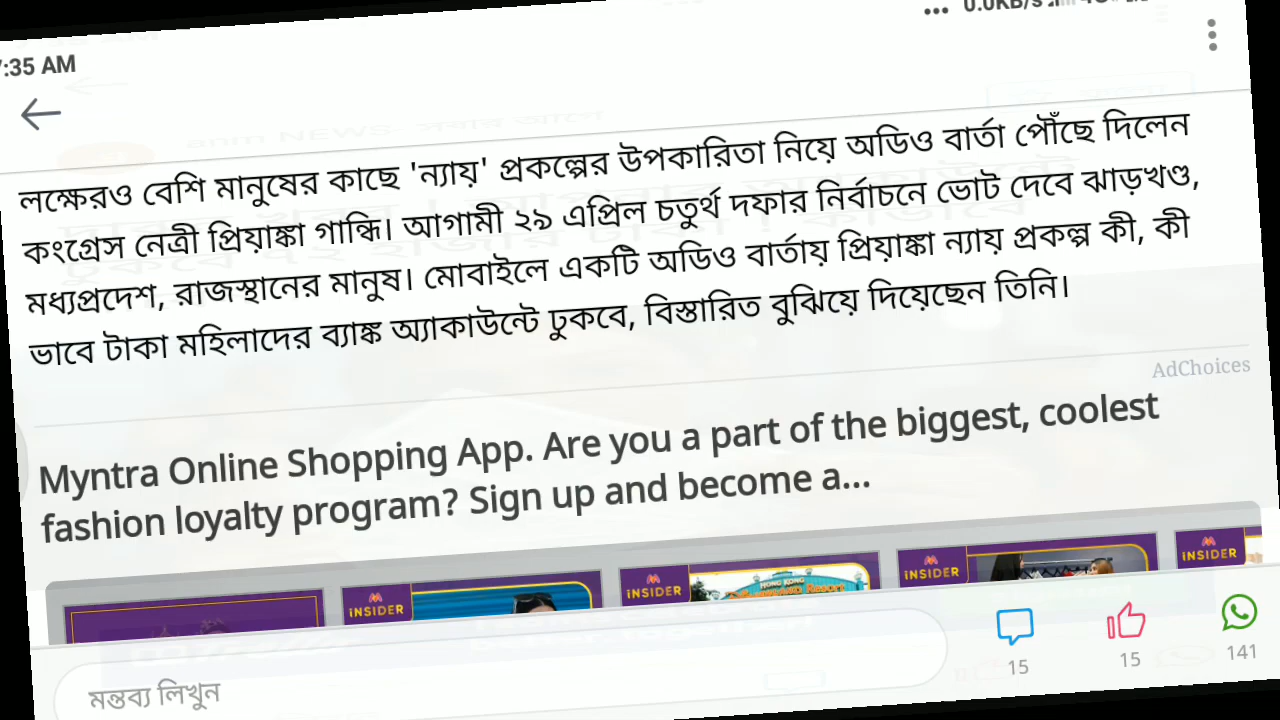 :35 AM
লক্ষেরও বেশি মানুষের কাছে 'ন্যায়' প্রকল্পের উপকারিতা নিয়ে অডিও বার্তা পৌঁছে দিলেন
কংগ্রেস নেত্রী প্রিয়াঙ্কা গান্ধি। আগামী ২৯ এপ্রিল চতুর্থ দফার নির্বাচনে ভোট দেবে ঝাড়খণ্ড,
মধ্যপ্রদেশ, রাজস্থানের মানুষ। মোবাইলে একটি অডিও বার্তায় প্রিয়াঙ্কা ন্যায় প্রকল্প কী, কী
ভাবে টাকা মহিলাদের ব্যাঙ্ক অ্যাকাউন্টে ঢুকবে, বিস্তারিত বুঝিয়ে দিয়েছেন তিনি।
AdChoices
Myntra Online Shopping App. Are you a part of the biggest, coolest
fashion loyalty program? Sign up and become a...
INSIDER
INSIDER
HONG KONG
INSIDER
INSIDER
মন্তব্য লিখুন
15
15
141